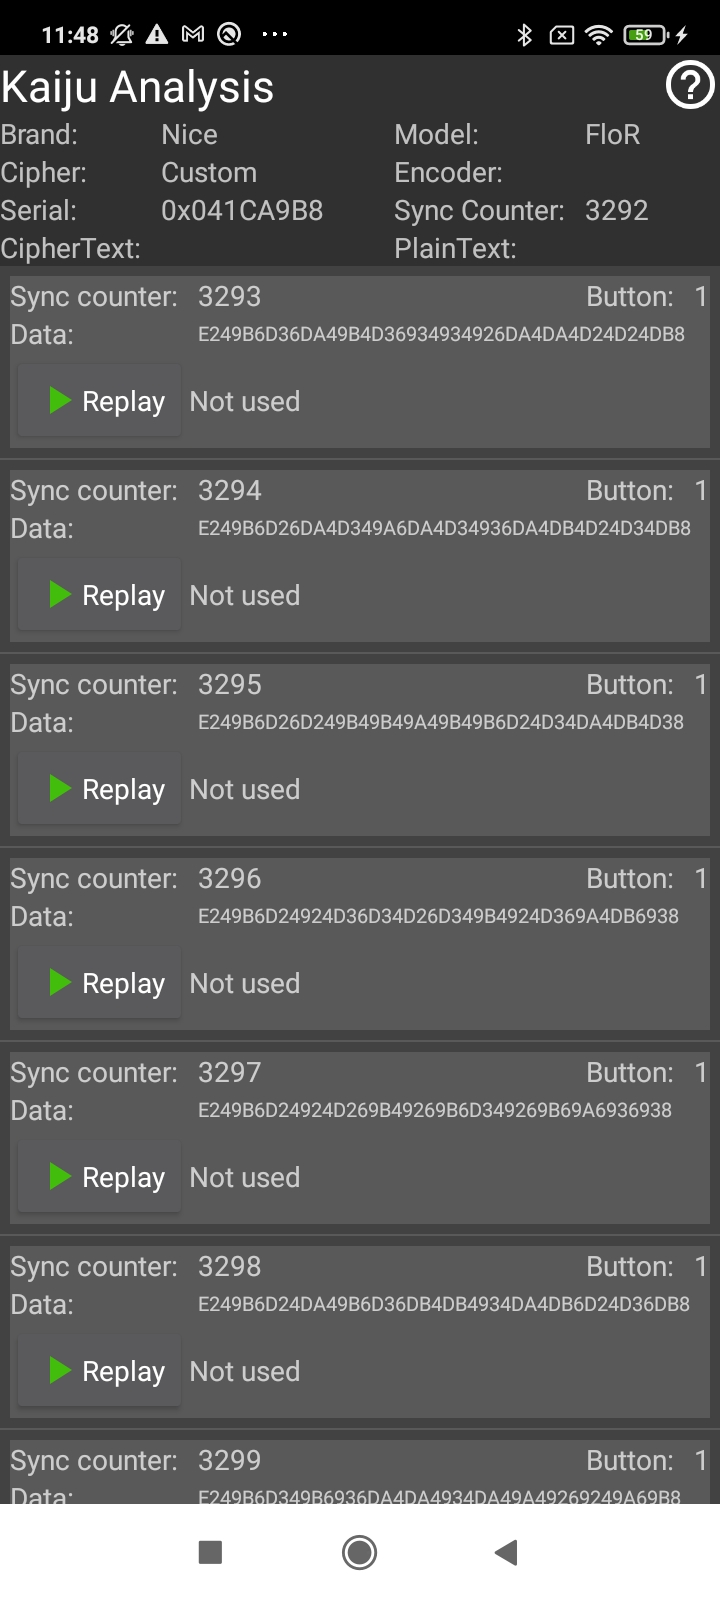 11:48 59
Kaiju Analysis
Brand: Nice Model: FloR
Cipher: Custom Encoder:
Serial: 0x041CA9B8 Sync Counter: 3292
CipherText: PlainText:
Sync counter: 3293 Button: 1
Data: E249B6D36DA49B4D36934934926DA4DA4D24D24DB8
Replay Not used
Sync counter: 3294 Button: 1
Data: E249B6D26DA4D349A6DA4D34936DA4DB4D24D34DB8
Replay Not used
Sync counter: 3295 Button: 1
Data: E249B6D26D249B49B49A49B49B6D24D34DA4DB4D38
Replay Not used
Sync counter: 3296 Button: 1
Data: E249B6D24924D36D34D26D349B4924D369A4DB6938
Replay Not used
Sync counter: 3297 Button: 1
Data: E249B6D24924D269B49269B6D349269B69A6936938
Replay Not used
Sync counter: 3298 Button: 1
Data: E249B6D24DA49B6D36DB4DB4934DA4DB6D24D36DB8
Replay Not used
Sync counter: 3299 Button: 1
Data: E249B6D349B6936DA4DA4934DA49A49269249A69B8